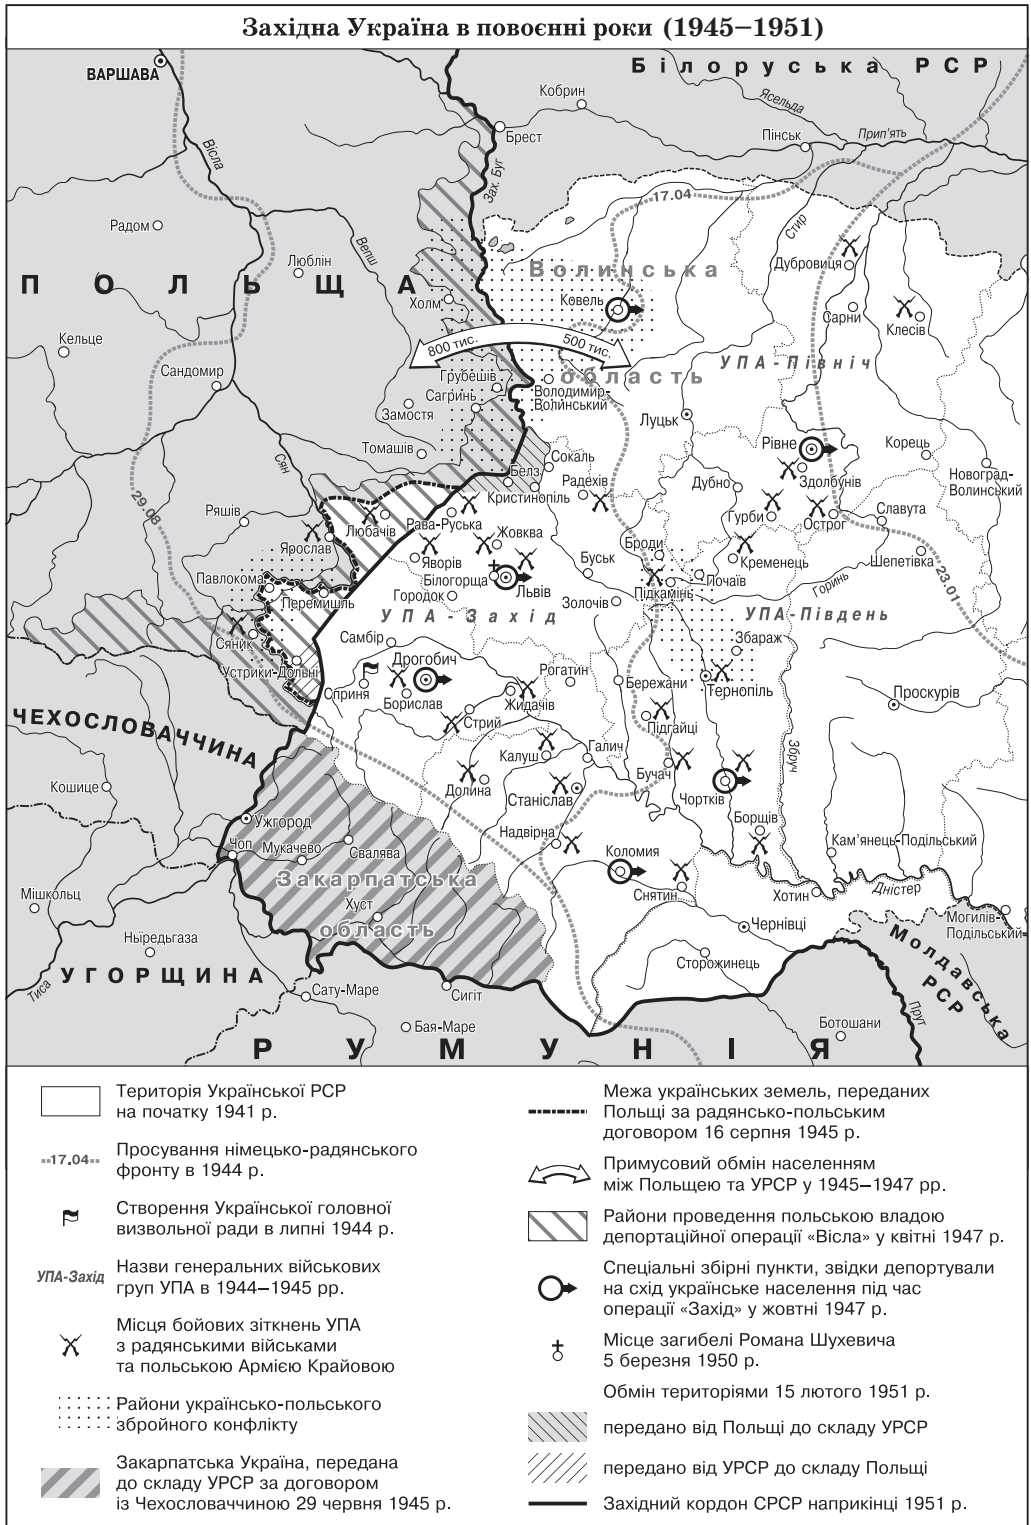 Західна Україна в повоєнні роки (1945–1951)
Білоруська РСР
ВАРШАВА
Кобрин
Ясельда
Брест
Пінськ
Прип'ять
Вісла
Зах. Буг
17.04
Стир
Радом
Вепш
Дубровиця
Люблін
Волинська
ПОЛЬЩА
Холм
Ковель
Сарни
Клесів
Кельце
800 тис.
500 тис.
УПА-Північ
Сандомир
Грубешів
область
Сагринь
Володимир-
Волинський
Замостя
Луцьк
Томашів
Рівне
Корець
Сян
Сокаль
Белз
Здолбунів
Новоград-
Волинський
29.08
Кристинопіль
Радехів
Дубно
Ряшів
Любачів
Рава-Руська
Гурби
Острог
Славута
Ярослав
Жовква
Броди
Яворів
Буськ
Кременець
Шепетівка
Павлокома
Білогорща
Львів
Почаїв
23.01
Перемишль
Городок
Золочів
Підкамінь
Горинь
УПА-Захід
УПА-Південь
Сяник
Самбір
Збараж
Устрики-Дольні
Дрогобич
Рогатин
Сприня
Борислав
Жидачів
Бережани
Тернопіль
Проскурів
ЧЕХОСЛОВАЧЧИНА
Стрий
Підгайці
Галич
Збруч
Калуш
Бучач
Кошице
Долина
Станіслав
Чортків
Ужгород
Надвірна
Борщів
Чоп
Мукачево
Свалява
Кам'янець-Подільський
Коломия
Закарпатська
Мішкольц
Снятин
Хотин
Дністер
Хуст
область
Чернівці
Могилів-
Подільський
Ньїредьгаза
Молдавська
РСР
УГОРЩИНА
Сторожинець
Тиса
Сату-Маре
Сигіт
Прут
Бая-Маре
Ботошани
РУМУНІЯ
Територія Української РСР
на початку 1941 р.
17.04
Просування німецько-радянського
фронту в 1944 р.
Створення Української головної
визвольної ради в липні 1944 р.
УПА-Захід
Назви генеральних військових
груп УПА в 1944–1945 рр.
Місця бойових зіткнень УПА
з радянськими військами
та польською Армією Крайовою
Райони українсько-польського
збройного конфлікту
Закарпатська Україна, передана
до складу УРСР за договором
із Чехословаччиною 29 червня 1945 р.
Межа українських земель, переданих
Польщі за радянсько-польським
договором 16 серпня 1945 р.
Примусовий обмін населенням
між Польщею та УРСР у 1945–1947 рр.
Райони проведення польською владою
депортаційної операції «Вісла» у квітні 1947 р.
Спеціальні збірні пункти, звідки депортували
на схід українське населення під час
операції «Захід» у жовтні 1947 р.
Місце загибелі Романа Шухевича
5 березня 1950 р.
Обмін територіями 15 лютого 1951 р.
передано від Польщі до складу УРСР
передано від УРСР до складу Польщі
Західний кордон СРСР наприкінці 1951 р.